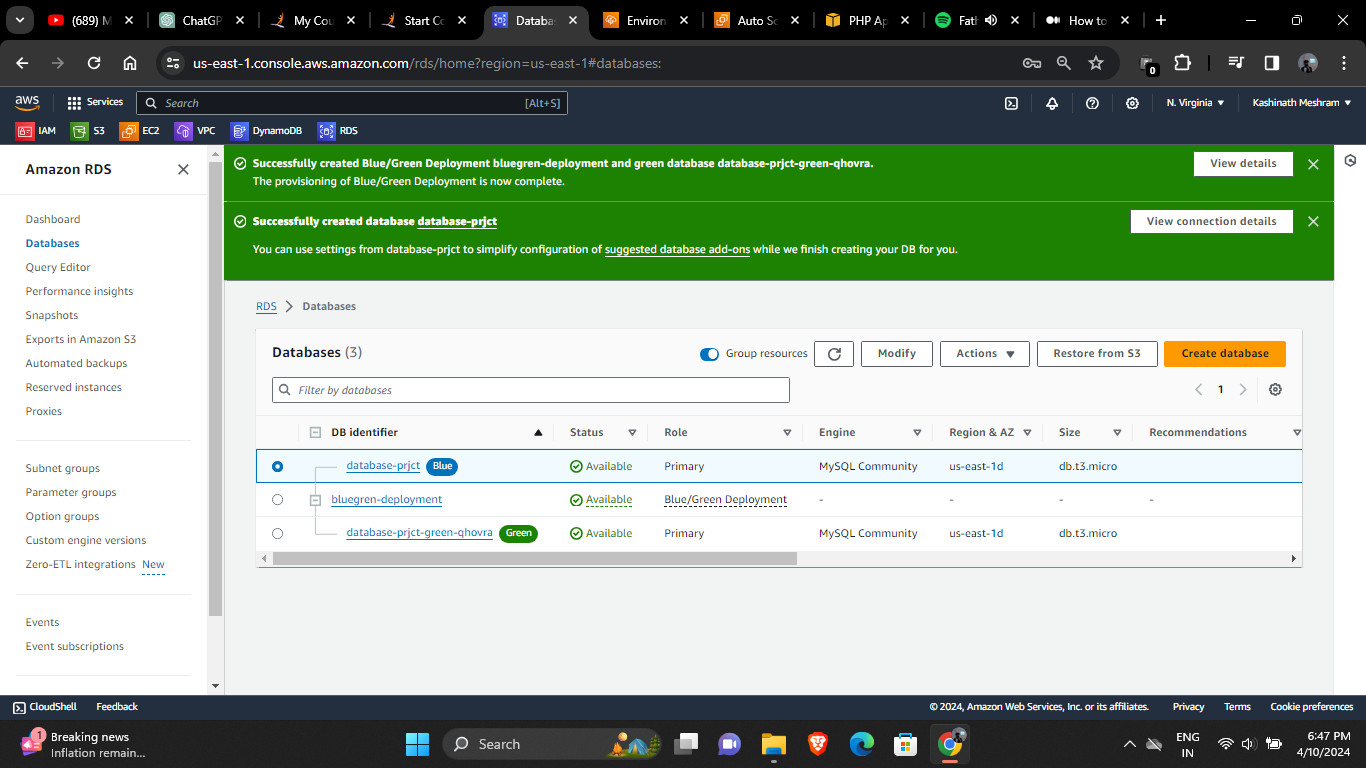 (689) M
ChatGP
My Cou
Start Co
Databa
Environ
Auto Sc
PHP Ap
Fath
How to
us-east-1.console.aws.amazon.com/rds/home?region=us-east-1#databases:
0
aws
Services
Search
[Alt+S]
N. Virginia
Kashinath Meshram
IAM
S3
EC2
VPC
DynamoDB
RDS
Amazon RDS
Dashboard
Databases
Query Editor
Performance insights
Snapshots
Exports in Amazon S3
Automated backups
Reserved instances
Proxies
Subnet groups
Parameter groups
Option groups
Custom engine versions
Zero-ETL integrations New
Events
Event subscriptions
Successfully created Blue/Green Deployment bluegren-deployment and green database database-prjct-green-qhovra.
The provisioning of Blue/Green Deployment is now complete.
View details
Successfully created database database-prjct
You can use settings from database-prjct to simplify configuration of suggested database add-ons while we finish creating your DB for you.
View connection details
RDS
Databases
Databases (3)
Group resources
Modify
Actions
Restore from S3
Create database
Filter by databases
1
DB identifier Status Role Engine Region & AZ Size Recommendations
database-prjct Blue Available Primary MySQL Community us-east-1d db.t3.micro
bluegren-deployment Available Blue/Green Deployment - - - -
database-prjct-green-qhovra Green Available Primary MySQL Community us-east-1d db.t3.micro
CloudShell
Feedback
© 2024, Amazon Web Services, Inc. or its affiliates.
Privacy
Terms
Cookie preferences
1
Breaking news
Inflation remain...
Search
ENG
IN
6:47 PM
4/10/2024